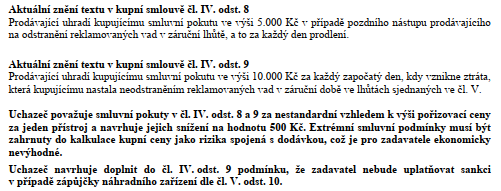 Aktuální znění textu v kupní smlouvě čl. IV. odst. 8
Prodávající uhradí kupujícímu smluvní pokutu ve výši 5.000 Kč v případě pozdního nástupu prodávajícího
na odstranění reklamovaných vad v záruční lhůtě, a to za každý den prodlení.
Aktuální znění textu v kupní smlouvě čl. IV. odst. 9
Prodávající uhradí kupujícímu smluvní pokutu ve výši 10.000 Kč za každý započatý den, kdy vznikne ztráta,
která kupujícímu nastala neodstraněním reklamovaných vad v záruční době ve lhůtách sjednaných ve čl. V.
Uchazeč považuje smluvní pokuty v čl. IV. odst. 8 a 9 za nestandardní vzhledem k výši pořizovací ceny
za jeden přístroj a navrhuje jejich snížení na hodnotu 500 Kč. Extrémní smluvní podmínky musí být
zahrnuty do kalkulace kupní ceny jako rizika spojená s dodávkou, což je pro zadavatele ekonomicky
nevýhodné.
Uchazeč navrhuje doplnit do čl. IV. odst. 9 podmínku, že zadavatel nebude uplatňovat sankci
v případě zápůjčky náhradního zařízení dle čl. V. odst. 10.